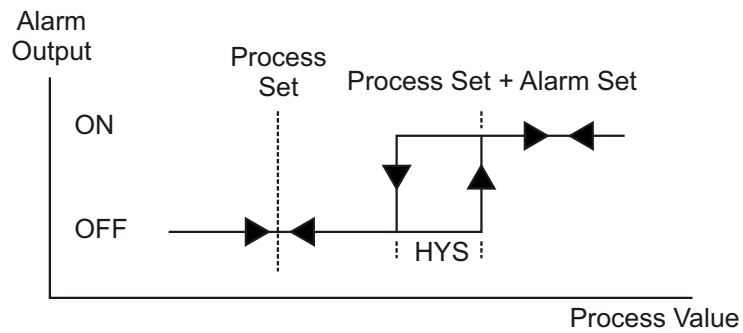 Alarm
Output
Process
Set
Process Set + Alarm Set
ON
OFF
HYS
Process Value